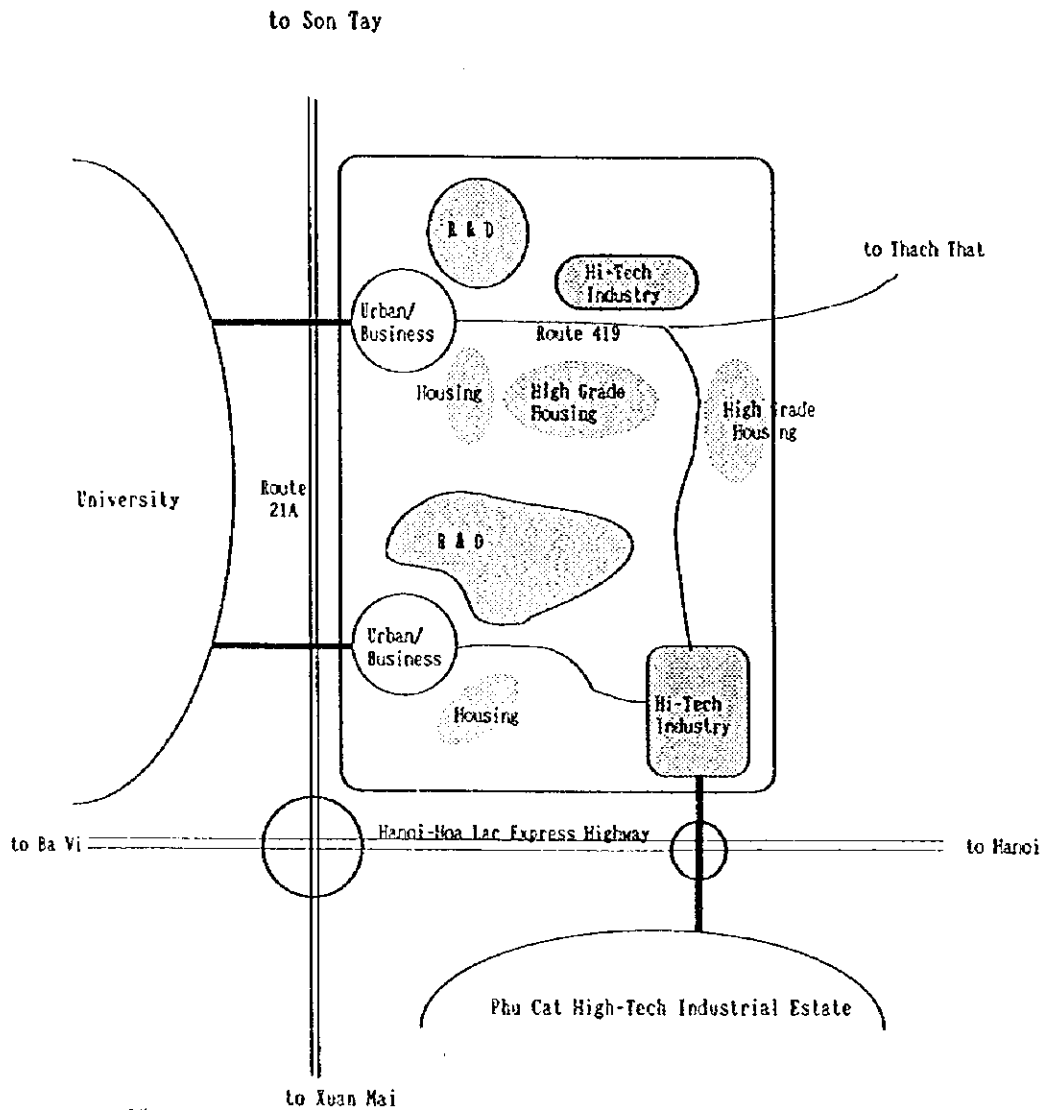 to Son Tay
R & D
to Thach That
Hi-Tech
Industry
Urban/
Business
Route 419
Housing
High Grade
Housing
High Grade
Housing
University
Route
21A
R & D
Urban/
Business
Housing
Hi-Tech
Industry
Hanoi-Hoa Lac Express Highway
to Ba Vi
to Hanoi
Phu Cat High-Tech Industrial Estate
to Xuan Mai